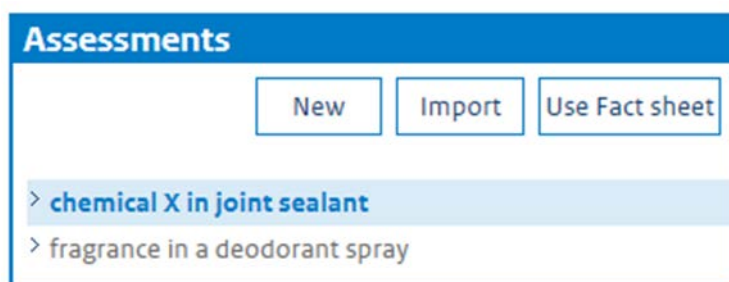 Assessments
New Import Use Fact sheet
> chemical X in joint sealant
> fragrance in a deodorant spray